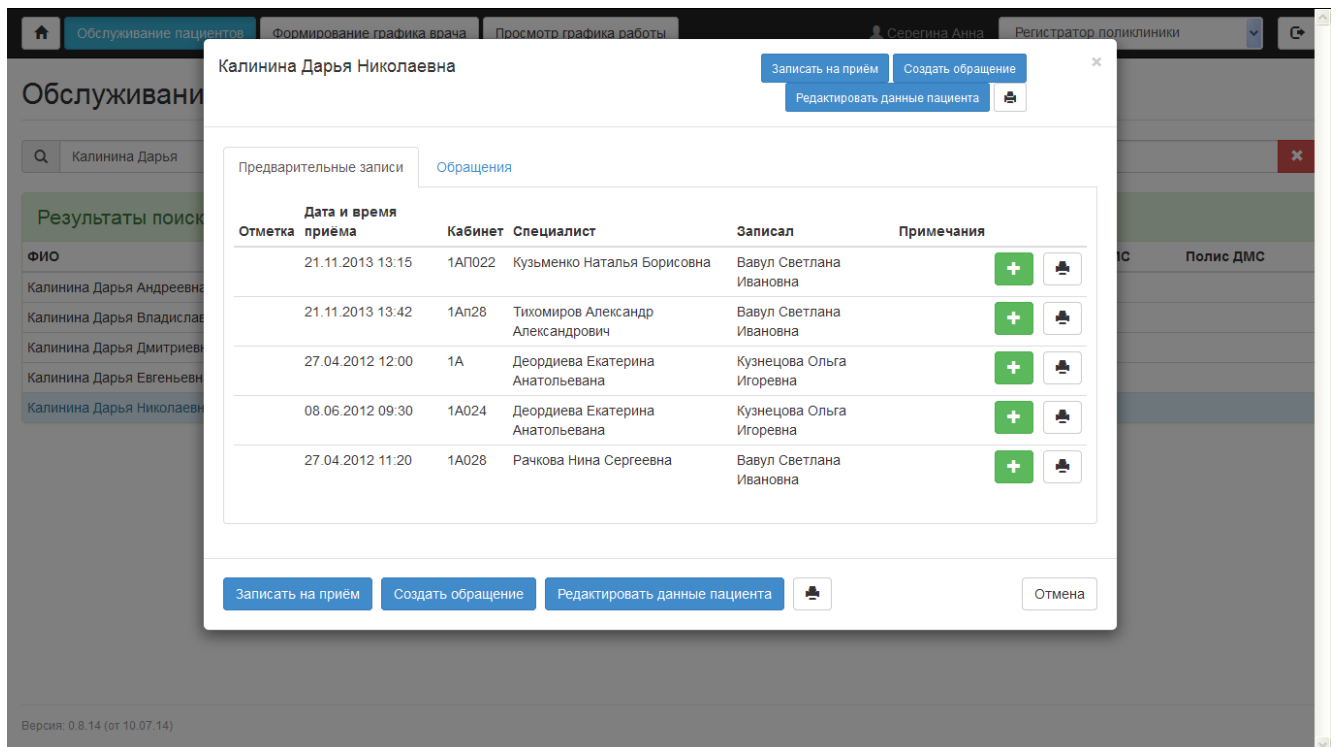 Обслуживание пациентов Формирование графика врача Просмотр графика работы Серегина Анна Регистратор поликлиники
Калинина Дарья Николаевна Записать на приём Создать обращение ×
Редактировать данные пациента
Обслуживани
Калинина Дарья
Предварительные записи Обращения
Результаты поиск
Дата и время
Отметка приёма Кабинет Специалист Записал Примечания
ФИО МС Полис ДМС
21.11.2013 13:15 1АП022 Кузьменко Наталья Борисовна Вавул Светлана
Ивановна
Калинина Дарья Андреевна
21.11.2013 13:42 1Ап28 Тихомиров Александр Вавул Светлана
Александрович Ивановна
Калинина Дарья Владислав
Калинина Дарья Дмитриевн
27.04.2012 12:00 1А Деордиева Екатерина Кузнецова Ольга
Анатольевана Игоревна
Калинина Дарья Евгеньевн
Калинина Дарья Николаевн
08.06.2012 09:30 1А024 Деордиева Екатерина Кузнецова Ольга
Анатольевана Игоревна
27.04.2012 11:20 1А028 Рачкова Нина Сергеевна Вавул Светлана
Ивановна
Записать на приём Создать обращение Редактировать данные пациента Отмена
Версия: 0.8.14 (от 10.07.14)